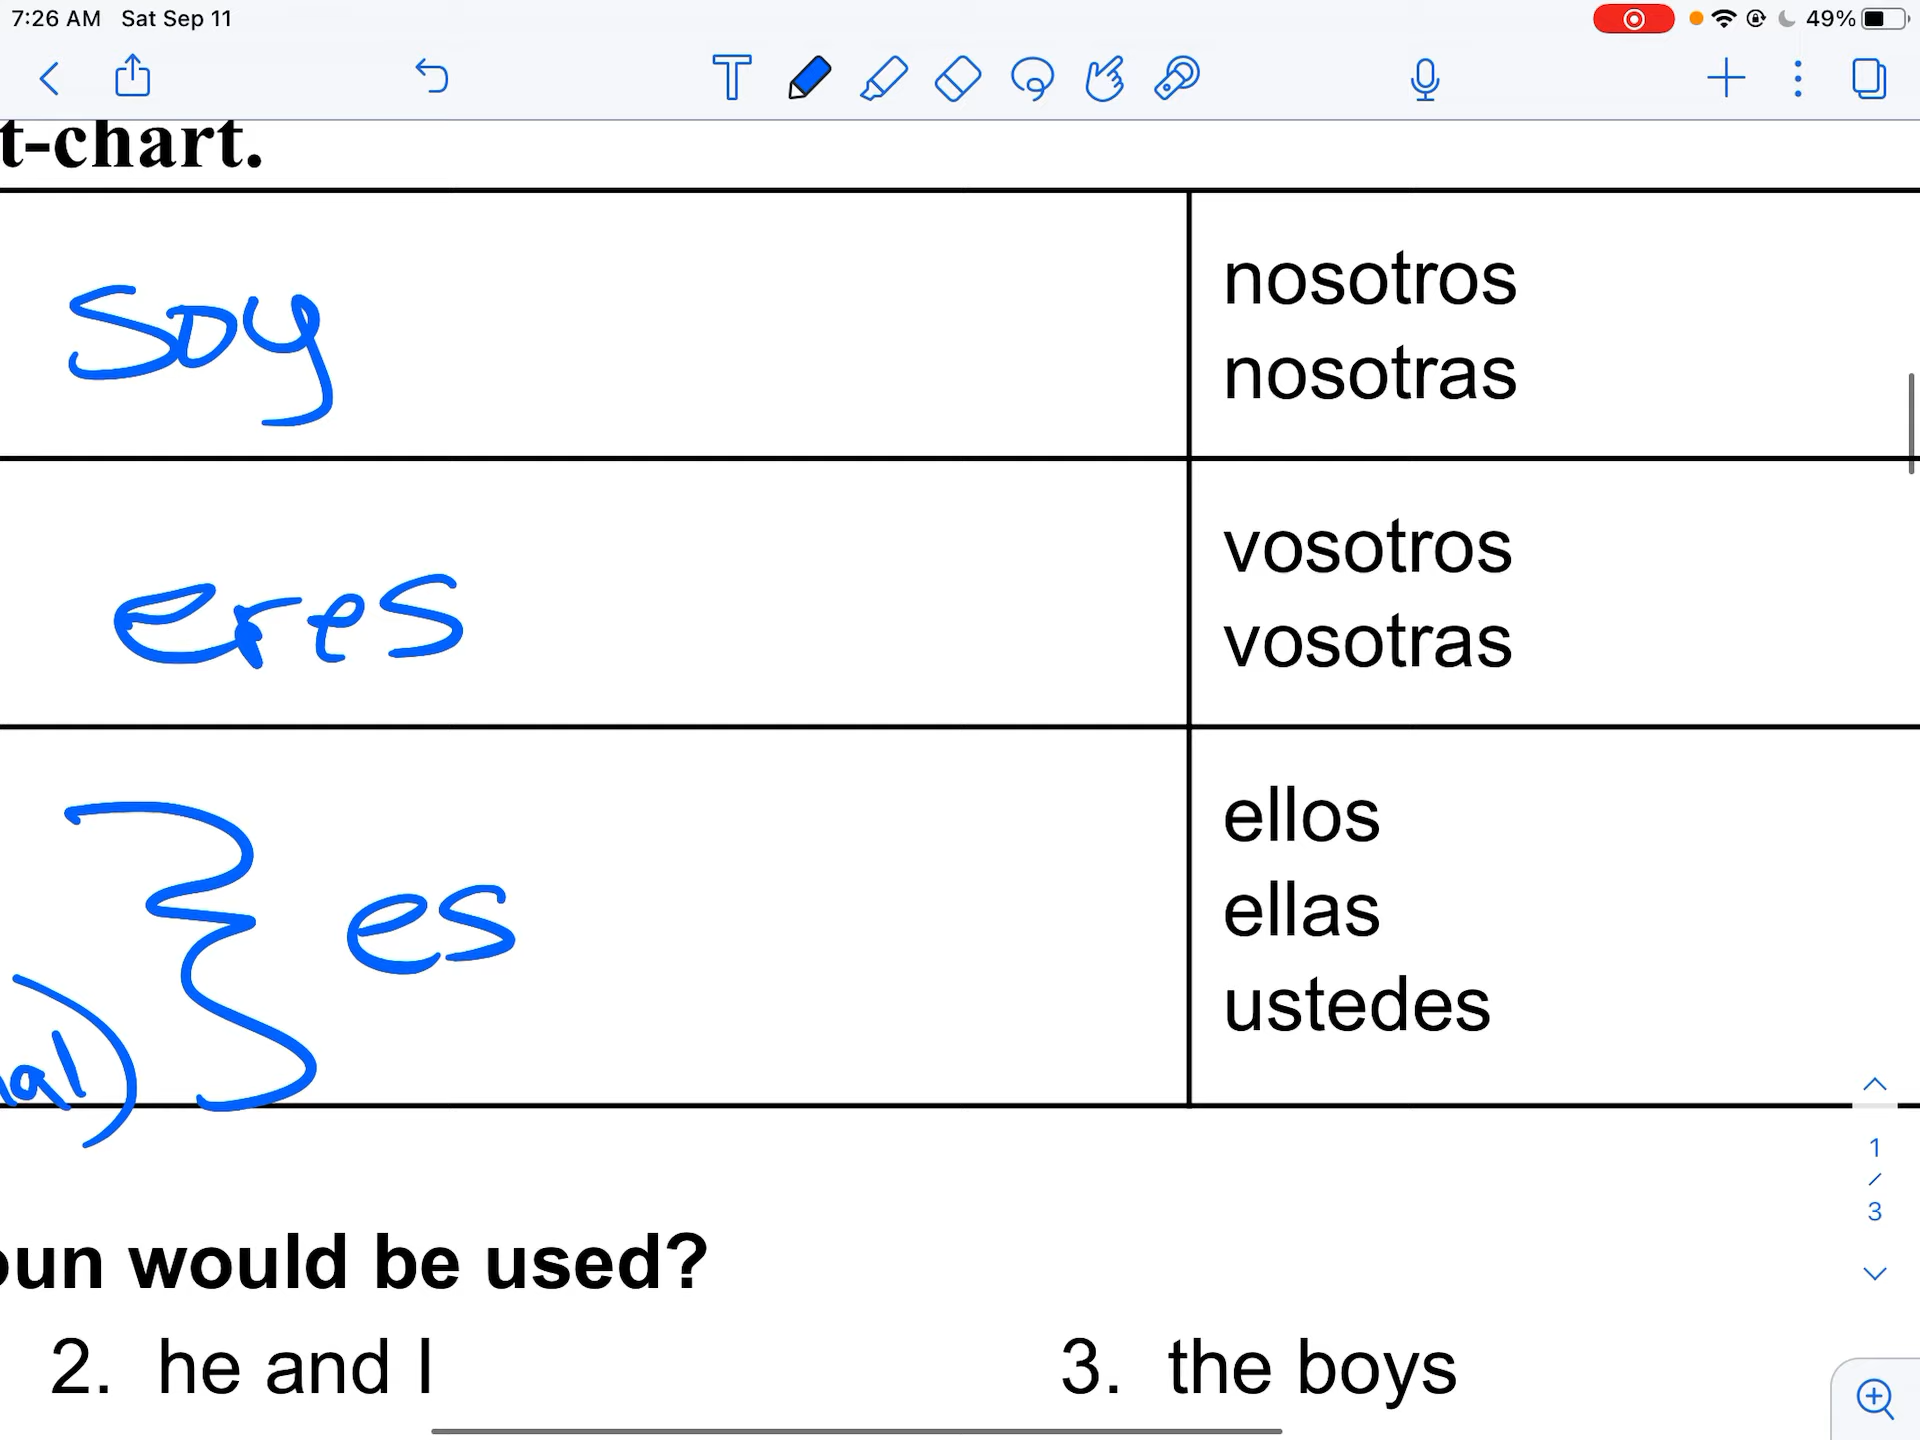 7:26 AM Sat Sep 11
49%
t-chart.
soy
nosotros
nosotras
eres
vosotros
vosotras
es
ellos
ellas
ustedes
al)
1
/
3
oun would be used?
2. he and I
3. the boys